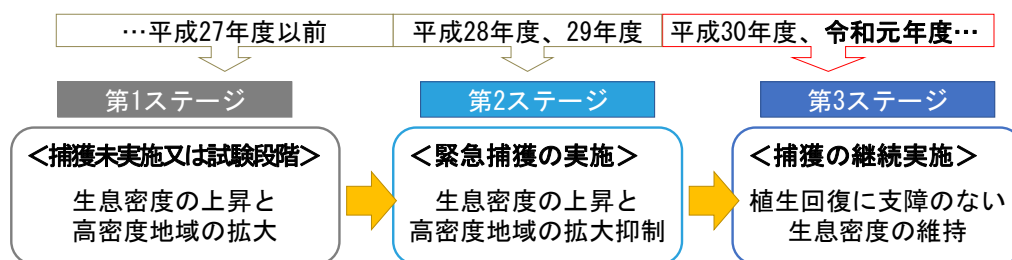 …平成27年度以前
平成28年度、29年度
平成30年度、令和元年度…
第1ステージ
第2ステージ
第3ステージ
＜捕獲未実施又は試験段階＞
生息密度の上昇と
高密度地域の拡大
＜緊急捕獲の実施＞
生息密度の上昇と
高密度地域の拡大抑制
＜捕獲の継続実施＞
植生回復に支障のない
生息密度の維持